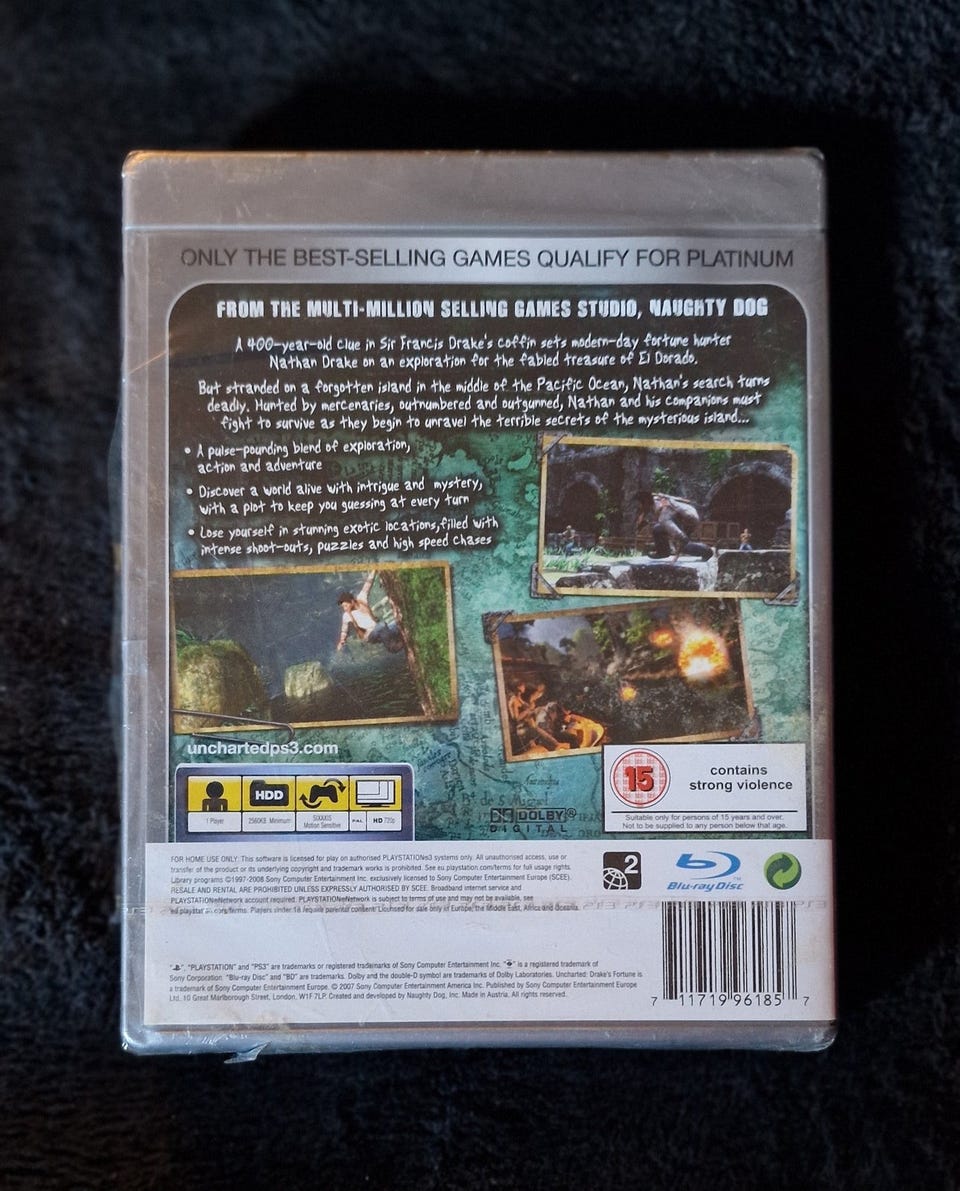 ONLY THE BEST-SELLING GAMES QUALIFY FOR PLATINUM
FROM THE MULTI-MILLION SELLING GAMES STUDIO, NAUGHTY DOG
A 400-year-old clue in Sir Francis Drake's coffin sets modern-day fortune hunter
Nathan Drake on an exploration for the fabled treasure of El Dorado.
But stranded on a forgotten island in the middle of the Pacific Ocean, Nathan's search turns
deadly. Hunted by mercenaries, outnumbered and outgunned, Nathan and his companions must
fight to survive as they begin to unravel the terrible secrets of the mysterious island...
• A pulse-pounding blend of exploration,
action and adventure
• Discover a world alive with intrigue and mystery,
with a plot to keep you guessing at every turn
• Lose yourself in stunning exotic locations, filled with
intense shoot-outs, puzzles and high speed chases
unchartedps3.com
HDD
1 Player
2560KB Minimum
SIXAXIS
Motion Sensitive
PAL
HD 720p
DOLBY®
DIGITAL
15
contains
strong violence
Suitable only for persons of 15 years and over.
Not to be supplied to any person below that age.
FOR HOME USE ONLY: This software is licensed for play on authorised PLAYSTATION®3 systems only. All unauthorised access, use or
transfer of the product or its underlying copyright and trademark works is prohibited. See eu.playstation.com/terms for full usage rights.
Library programs ©1997-2008 Sony Computer Entertainment Inc. exclusively licensed to Sony Computer Entertainment Europe (SCEE).
RESALE AND RENTAL ARE PROHIBITED UNLESS EXPRESSLY AUTHORISED BY SCEE. Broadband internet service and
PLAYSTATION®Network account required. PLAYSTATION®Network is subject to terms of use and may not be available, see
eu.playstation.com/terms. Players under 18 require parental consent. Licensed for sale only in Europe, the Middle East, Africa and Oceania.
2
Blu-ray Disc™
"PLAYSTATION" and "PS3" are trademarks or registered trademarks of Sony Computer Entertainment Inc. is a registered trademark of
Sony Corporation. "Blu-ray Disc" and "BD" are trademarks. Dolby and the double-D symbol are trademarks of Dolby Laboratories. Uncharted: Drake's Fortune is
a trademark of Sony Computer Entertainment Europe. © 2007 Sony Computer Entertainment America Inc. Published by Sony Computer Entertainment Europe
Ltd. 10 Great Marlborough Street, London, W1F 7LP. Created and developed by Naughty Dog, Inc. Made in Austria. All rights reserved.
7 11719 96185 7